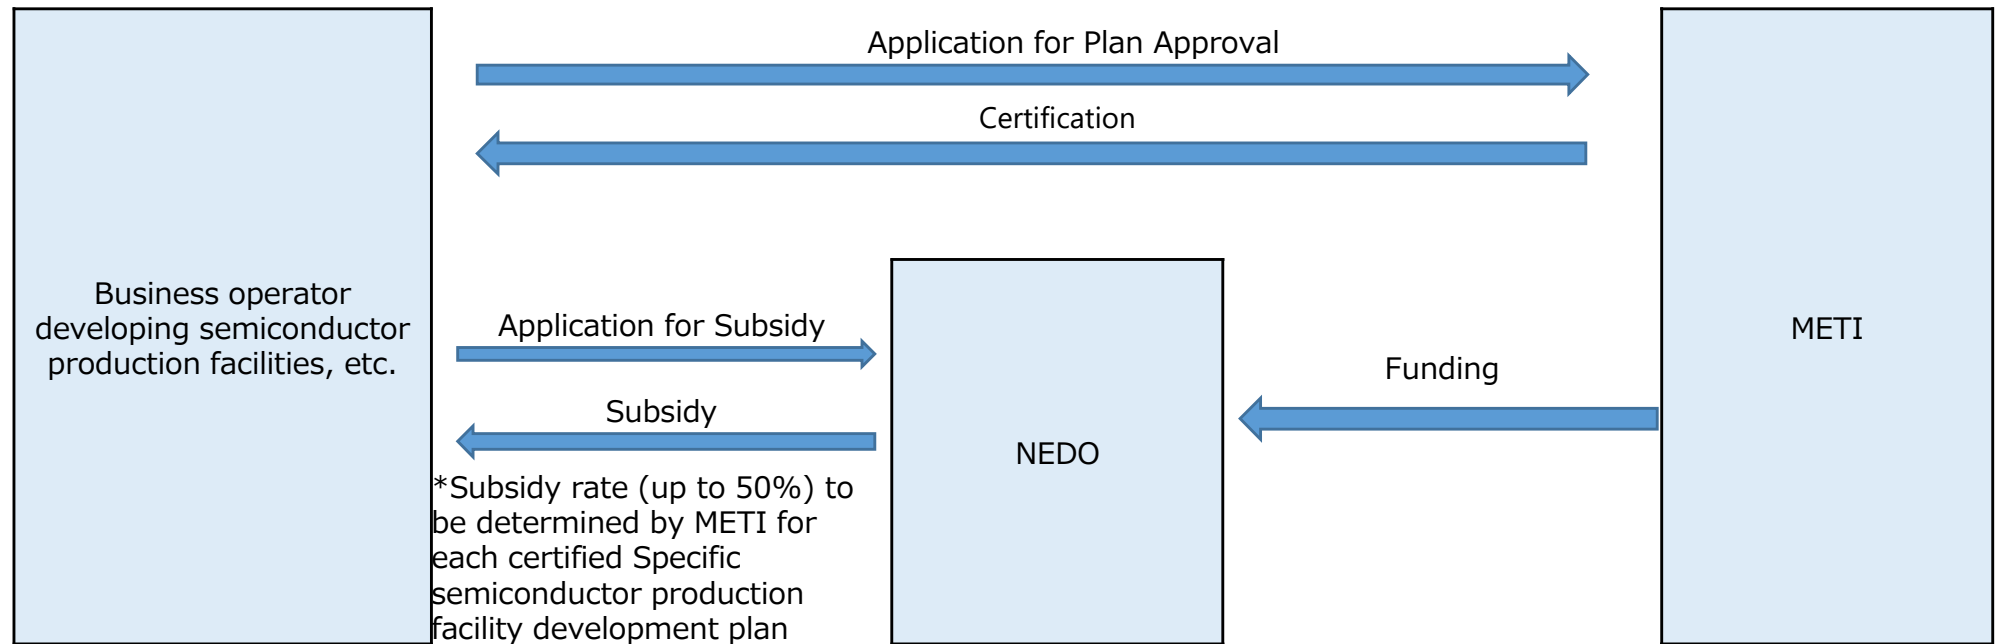 Application for Plan Approval
Certification
Business operator
developing semiconductor
production facilities, etc.
Application for Subsidy
Subsidy
*Subsidy rate (up to 50%) to
be determined by METI for
each certified Specific
semiconductor production
facility development plan
NEDO
Funding
METI